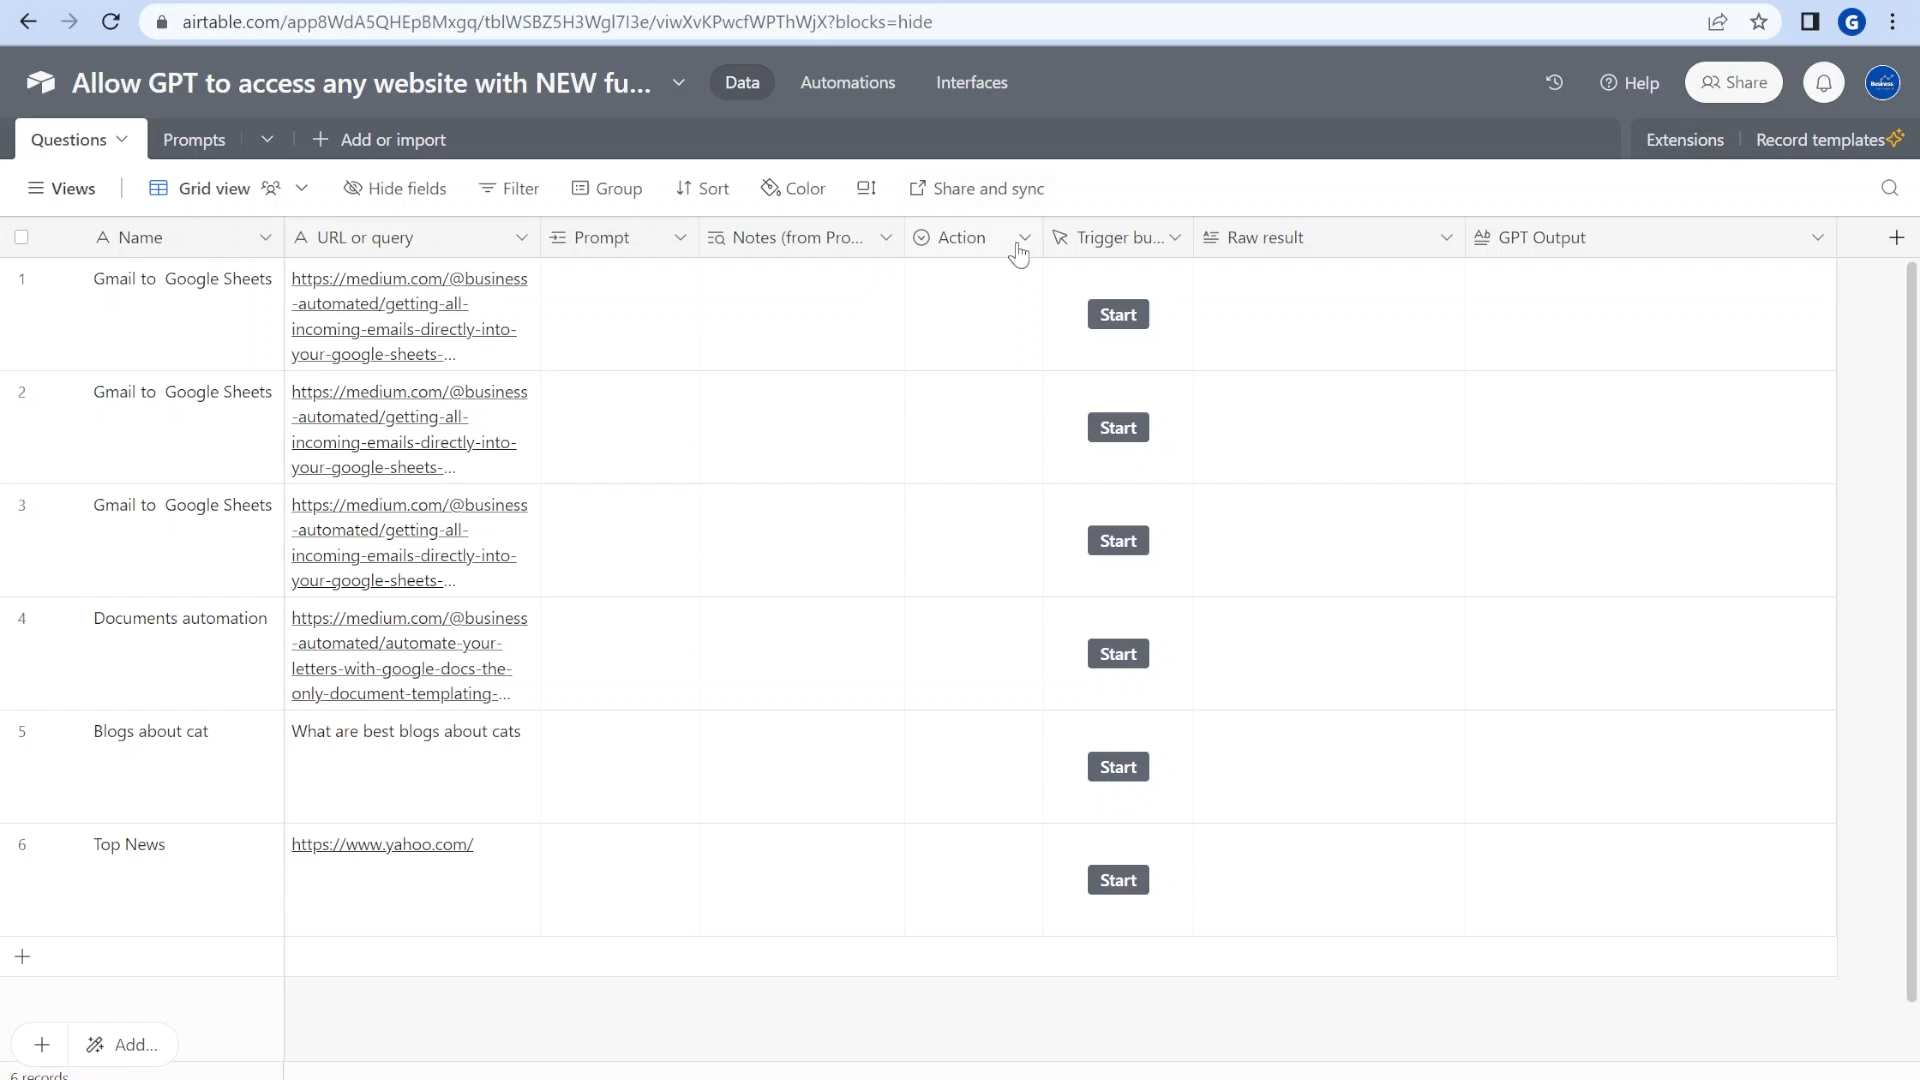 airtable.com/app8WdA5QHEpBMxgq/tblWSBZ5H3Wgl7I3e/viwXvKPwcfWPThWjX?blocks=hide
G
Allow GPT to access any website with NEW fu...
Data
Automations
Interfaces
Help
Share
Business
Questions
Prompts
Add or import
Extensions
Record templates
Views
Grid view
Hide fields
Filter
Group
Sort
Color
Share and sync
Name
URL or query
Prompt
Notes (from Pro...
Action
Trigger bu...
Raw result
GPT Output
1
Gmail to Google Sheets
https://medium.com/@business
-automated/getting-all-
incoming-emails-directly-into-
your-google-sheets-...
Start
2
Gmail to Google Sheets
https://medium.com/@business
-automated/getting-all-
incoming-emails-directly-into-
your-google-sheets-...
Start
3
Gmail to Google Sheets
https://medium.com/@business
-automated/getting-all-
incoming-emails-directly-into-
your-google-sheets-...
Start
4
Documents automation
https://medium.com/@business
-automated/automate-your-
letters-with-google-docs-the-
only-document-templating-...
Start
5
Blogs about cat
What are best blogs about cats
Start
6
Top News
https://www.yahoo.com/
Start
Add...
6 records